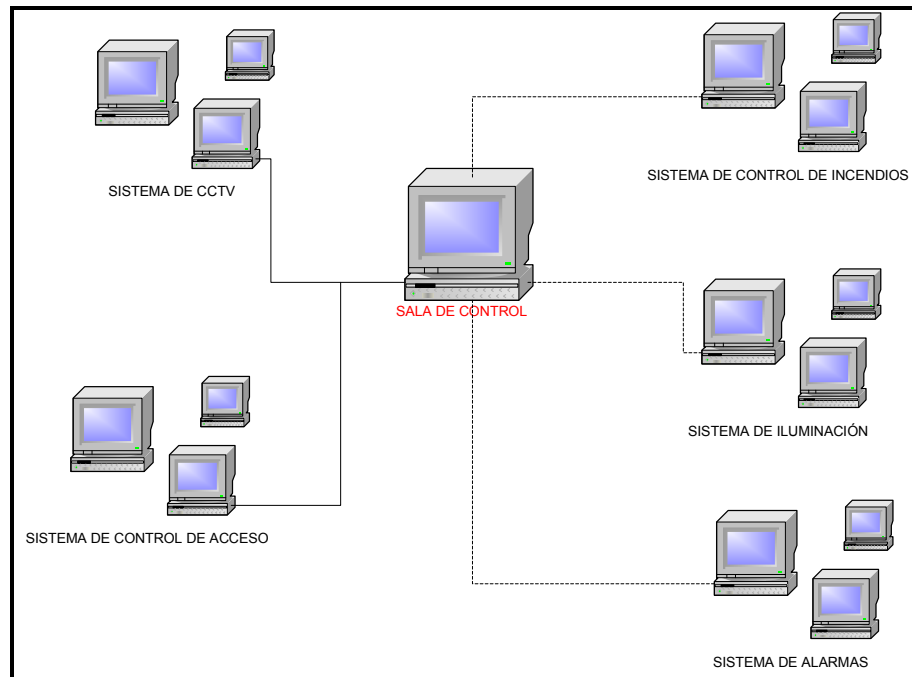 SISTEMA DE CCTV
SISTEMA DE CONTROL DE INCENDIOS
SALA DE CONTROL
SISTEMA DE ILUMINACIÓN
SISTEMA DE CONTROL DE ACCESO
SISTEMA DE ALARMAS